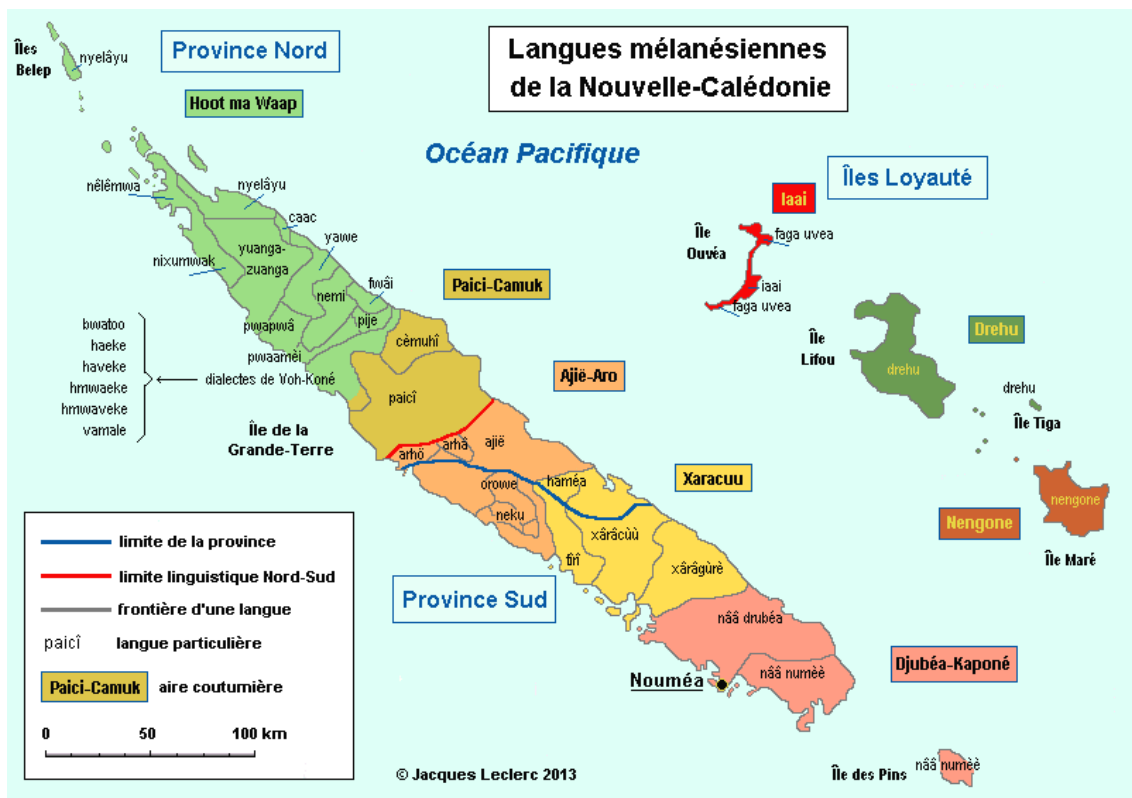 Langues mélanésiennes
de la Nouvelle-Calédonie
Îles
Belep
nyelâyu
Province Nord
Hoot ma Waap
Océan Pacifique
nêlêmwa
nyelâyu
caac
yawe
yuanga-
zuanga
nixumwak
nemi
fwâi
pije
pwapwâ
pwaamèi
bwatoo
haeke
haveke
hmwaeke
hmwaveke
vamale
dialectes de Voh-Koné
Paici-Camuk
cèmuhî
paicî
Île de la
Grande-Terre
Ajië-Aro
ajië
arhö
arhâ
orowe
neku
Xaracuu
haméa
xârâcùù
tîrî
xârâgùrè
Province Sud
nââ drubéa
nââ numèè
Nouméa
Djubéa-Kaponé
Île des Pins
nââ numèè
Îles Loyauté
Iaai
Île
Ouvéa
faga uvea
iaai
faga uvea
Île
Lifou
Drehu
drehu
drehu
Île Tiga
Nengone
nengone
Île Maré
limite de la province
limite linguistique Nord-Sud
frontière d'une langue
paicî langue particulière
Paici-Camuk aire coutumière
0 50 100 km
© Jacques Leclerc 2013